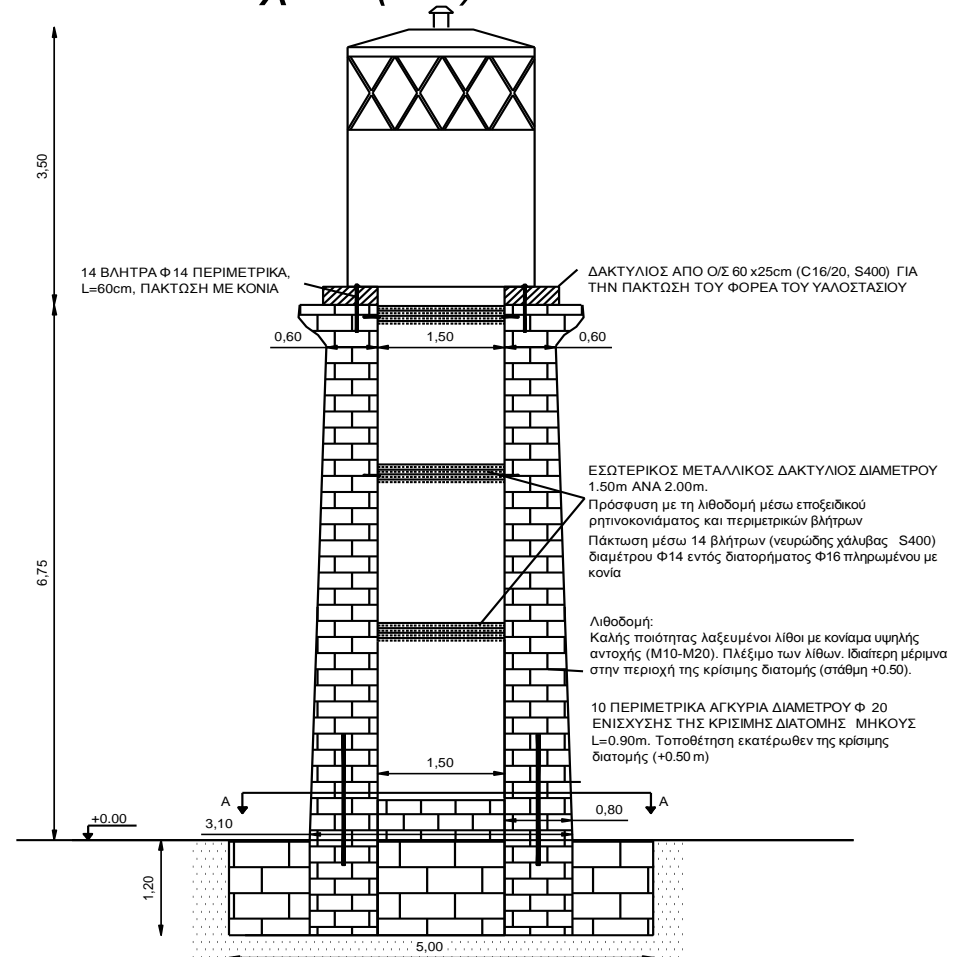 3,50
14 ΒΛΗΤΡΑ Φ14 ΠΕΡΙΜΕΤΡΙΚΑ,
L=60cm, ΠΑΚΤΩΣΗ ΜΕ ΚΟΝΙΑ
ΔΑΚΤΥΛΙΟΣ ΑΠΟ Ο/Σ 60 x25cm (C16/20, S400) ΓΙΑ
ΤΗΝ ΠΑΚΤΩΣΗ ΤΟΥ ΦΟΡΕΑ ΤΟΥ ΥΑΛΟΣΤΑΣΙΟΥ
0,60
1,50
0,60
ΕΣΩΤΕΡΙΚΟΣ ΜΕΤΑΛΛΙΚΟΣ ΔΑΚΤΥΛΙΟΣ ΔΙΑΜΕΤΡΟΥ
1.50m ΑΝΑ 2.00m.
Πρόσφυση με τη λιθοδομή μέσω εποξειδικού
ρητινοκονιάματος και περιμετρικών βλήτρων
Πάκτωση μέσω 14 βλήτρων (νευρώδης χάλυβας S400)
διαμέτρου Φ14 εντός διατορήματος Φ16 πληρωμένου με
κονία
6,75
Λιθοδομή:
Καλής ποιότητας λαξευμένοι λίθοι με κονίαμα υψηλής
αντοχής (M10-M20). Πλέξιμο των λίθων. Ιδιαίτερη μέριμνα
στην περιοχή της κρίσιμης διατομής (στάθμη +0.50).
10 ΠΕΡΙΜΕΤΡΙΚΑ ΑΓΚΥΡΙΑ ΔΙΑΜΕΤΡΟΥ Φ 20
ΕΝΙΣΧΥΣΗΣ ΤΗΣ ΚΡΙΣΙΜΗΣ ΔΙΑΤΟΜΗΣ ΜΗΚΟΥΣ
L=0.90m. Τοποθέτηση εκατέρωθεν της κρίσιμης
διατομής (+0.50 m)
1,50
A
A
0,80
+0.00
3,10
1,20
5,00